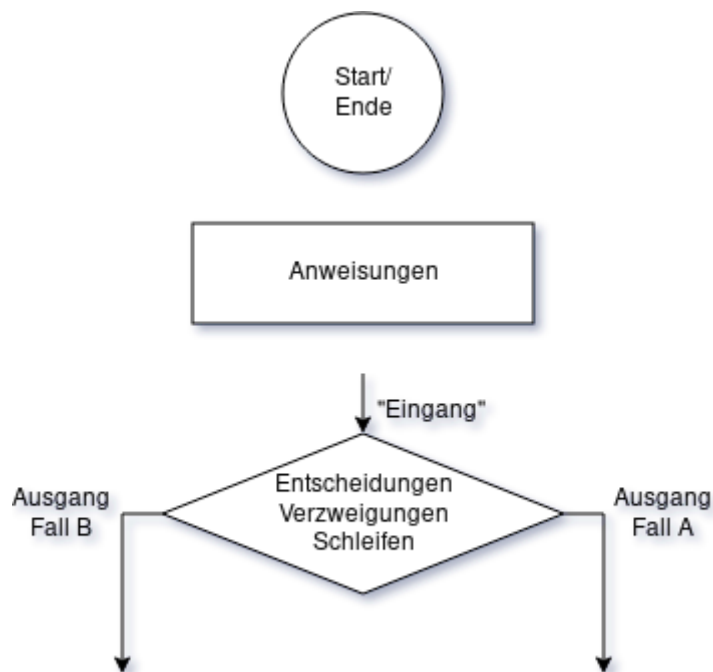 Start/
Ende
Anweisungen
"Eingang"
Entscheidungen
Verzweigungen
Schleifen
Ausgang
Fall B
Ausgang
Fall A